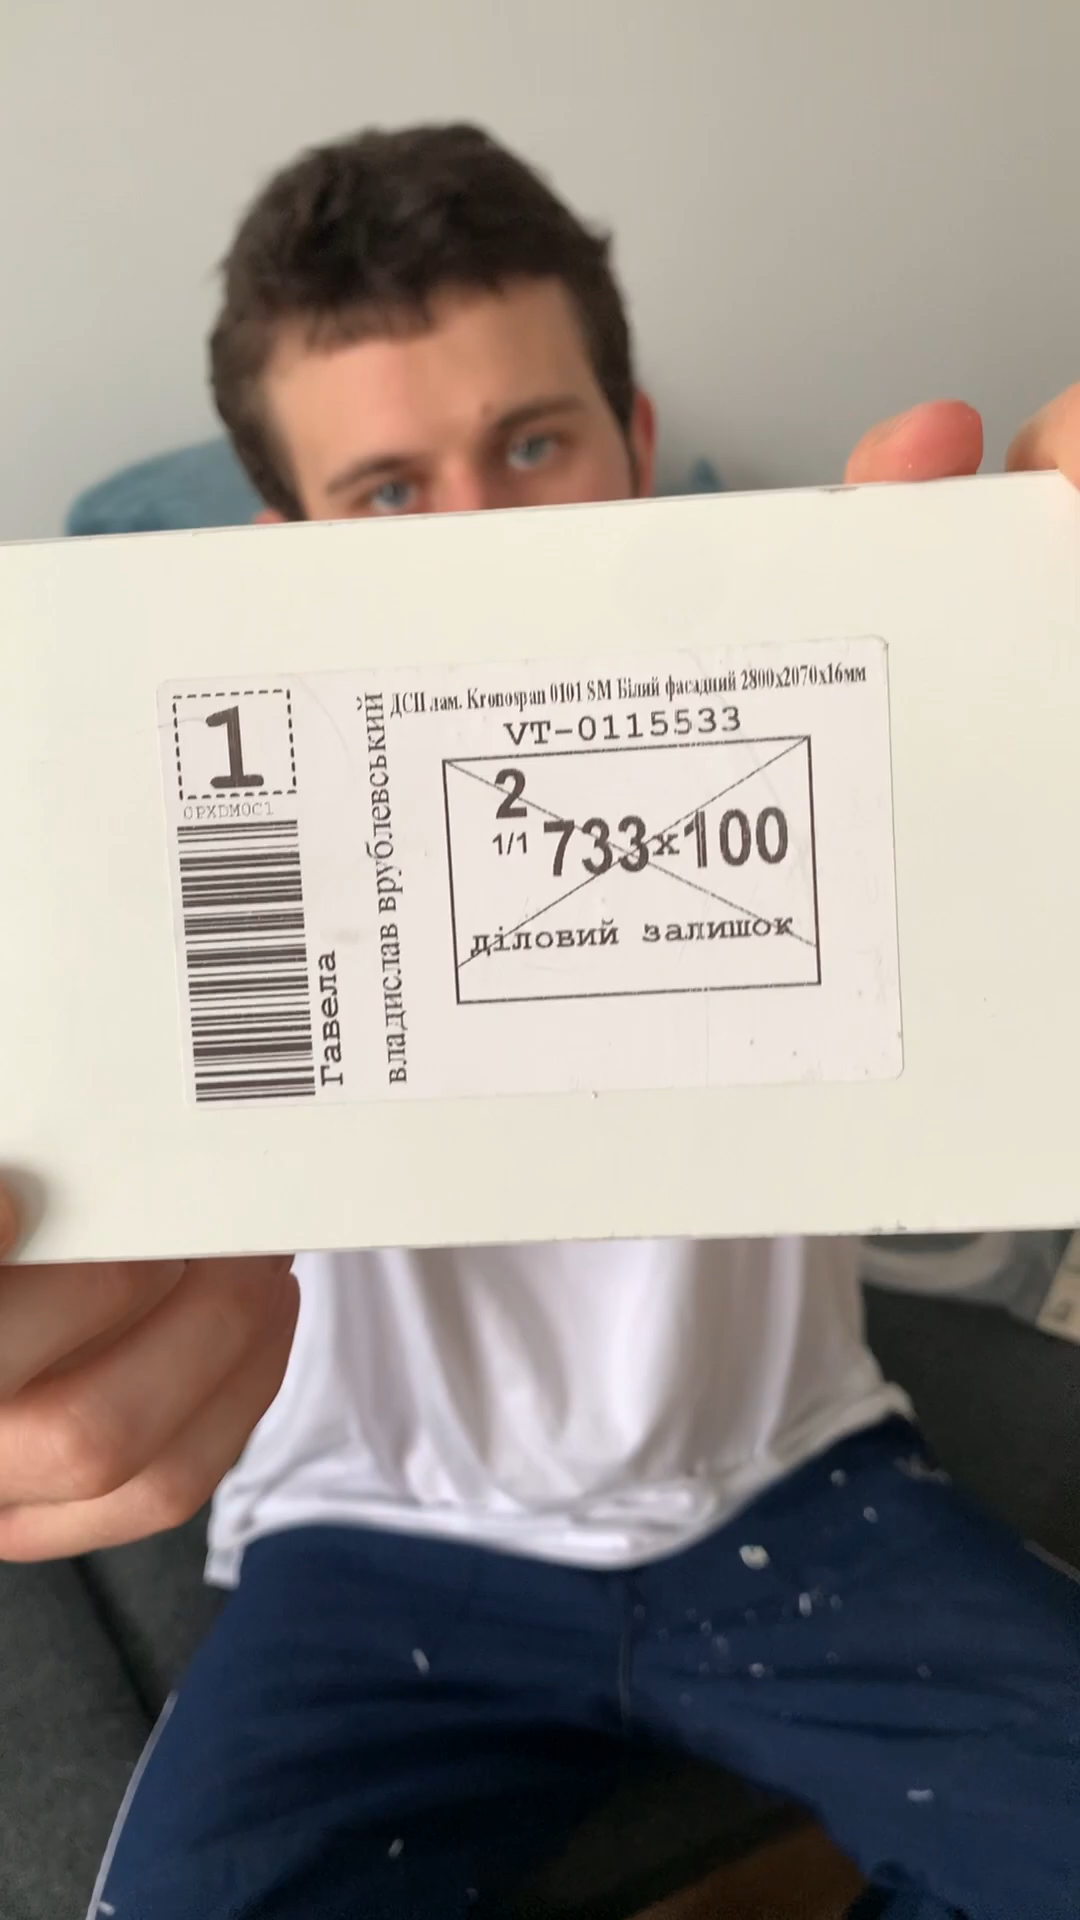 1
0PXDM0C1
Гавела
владислав врублевський
ДСП лам. Kronospan 0101 SM Білий фасадний 2800x2070x16мм
VT-0115533
2
1/1 733x100
діловий залишок